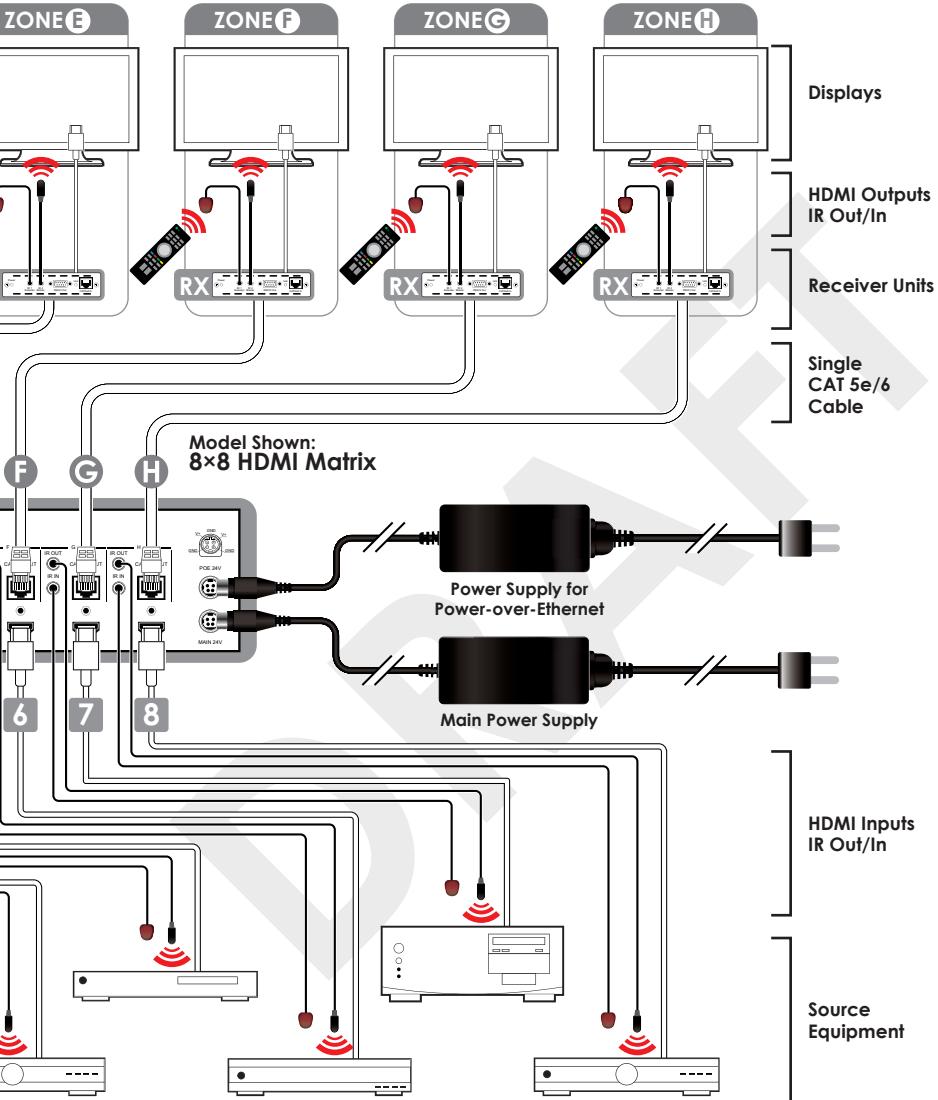 ZONE E
ZONE F
ZONE G
ZONE H
Displays
HDMI Outputs
IR Out/In
RX
RX
RX
Receiver Units
Single
CAT 5e/6
Cable
Model Shown:
8×8 HDMI Matrix
F
G
H
GND
V+
V+
GND
GND
IR OUT
IR OUT
IR IN
IR IN
POE 24V
MAIN 24V
Power Supply for
Power-over-Ethernet
Main Power Supply
6
7
8
HDMI Inputs
IR Out/In
Source
Equipment
DRAFT